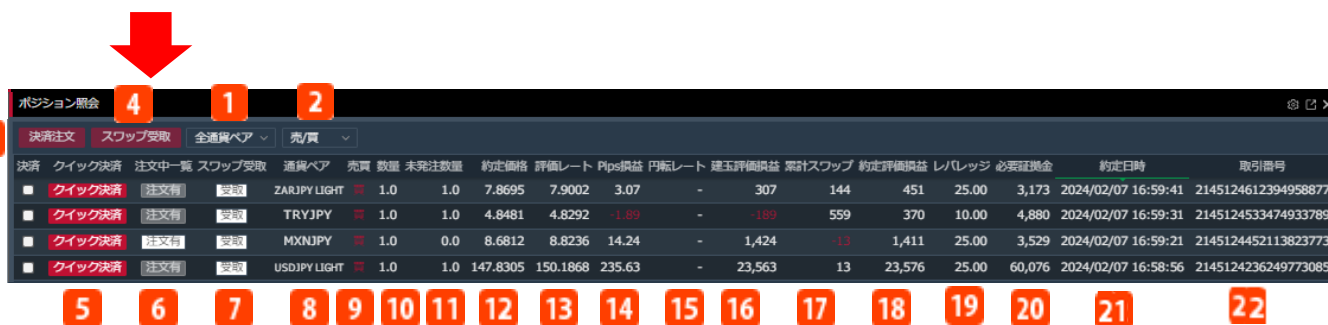 ポジション照会
4 1 2
決済注文 スワップ受取 全通貨ペア 売/買
決済 クイック決済 注文中一覧 スワップ受取 通貨ペア 売買 数量 未発注数量 約定価格 評価レート Pips損益 円転レート 建玉評価損益 累計スワップ 約定評価損益 レバレッジ 必要証拠金 約定日時 取引番号
クイック決済 注文有 受取 ZARJPY LIGHT 買 1.0 1.0 7.8695 7.9002 3.07 - 307 144 451 25.00 3,173 2024/02/07 16:59:41 2145124612394958877
クイック決済 注文有 受取 TRYJPY 買 1.0 1.0 4.8481 4.8292 -1.89 - -189 559 370 10.00 4,880 2024/02/07 16:59:31 2145124533474933789
クイック決済 注文有 受取 MXNJPY 買 1.0 0.0 8.6812 8.8236 14.24 - 1,424 -13 1,411 25.00 3,529 2024/02/07 16:59:21 21451244521138237​73
クイック決済 注文有 受取 USDJPY LIGHT 買 1.0 1.0 147.8305 150.1868 235.63 - 23,563 13 23,576 25.00 60,076 2024/02/07 16:58:56 21451242362497730​85
5 6 7 8 9 10 11 12 13 14 15 16 17 18 19 20 21 22